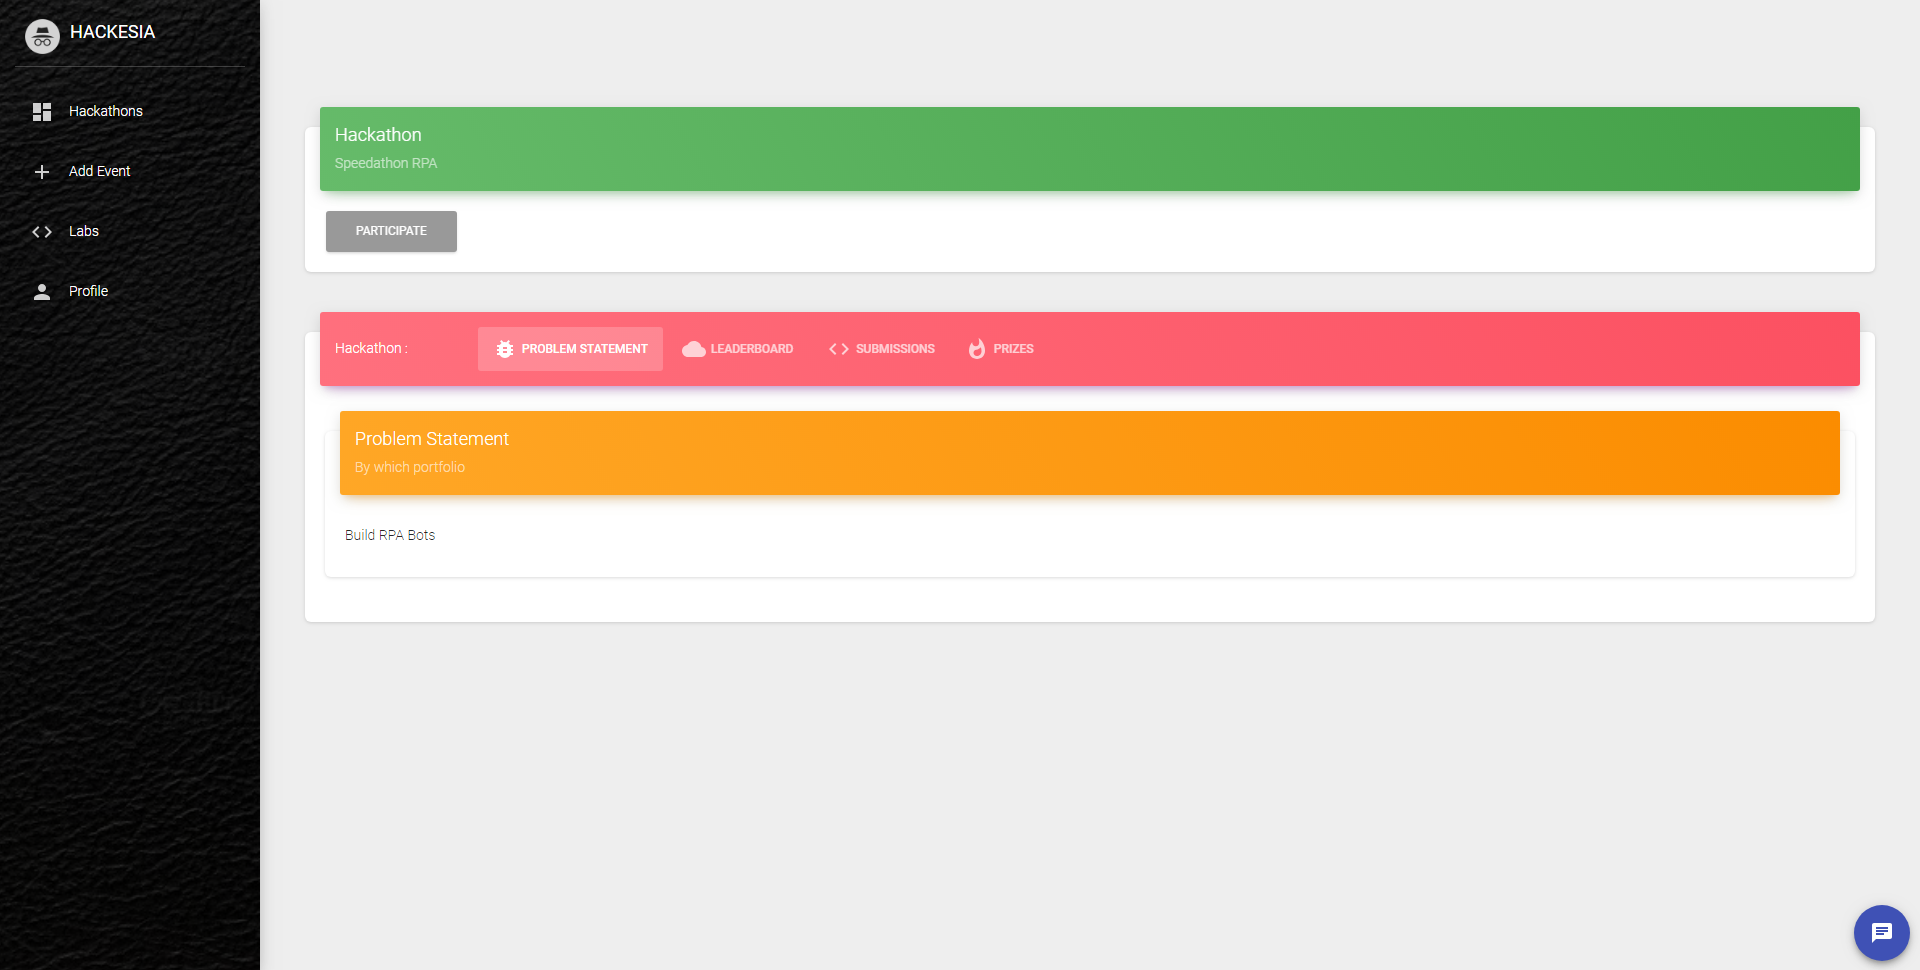 HACKESIA
Hackathons
Add Event
Labs
Profile
Hackathon
Speedathon RPA
PARTICIPATE
Hackathon : PROBLEM STATEMENT LEADERBOARD SUBMISSIONS PRIZES
Problem Statement
By which portfolio
Build RPA Bots